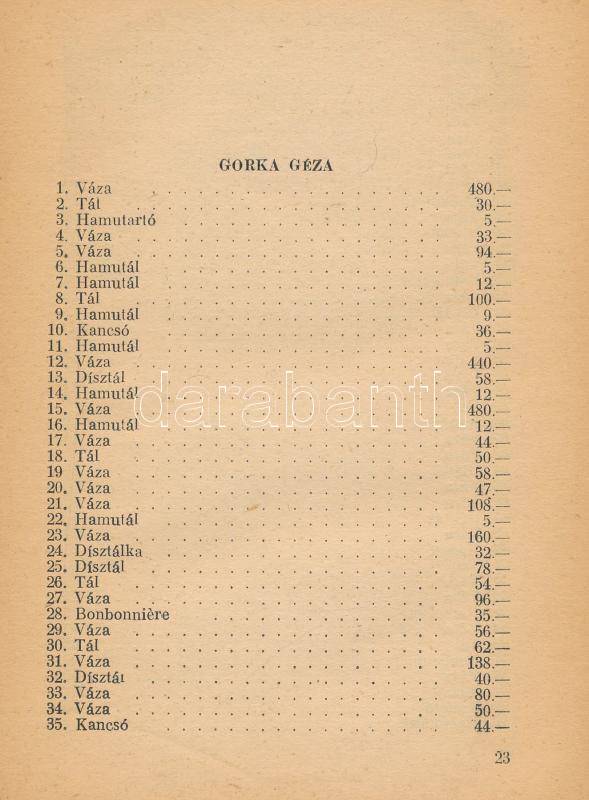 GORKA GÉZA
1. Váza . . . . . . . . . . . . . . . . . . . . 480.—
2. Tál . . . . . . . . . . . . . . . . . . . . 30.—
3. Hamutartó . . . . . . . . . . . . . . . . . 5.—
4. Váza . . . . . . . . . . . . . . . . . . . . 33.—
5. Váza . . . . . . . . . . . . . . . . . . . . 94.—
6. Hamutál . . . . . . . . . . . . . . . . . . 5.—
7. Hamutál . . . . . . . . . . . . . . . . . . 12.—
8. Tál . . . . . . . . . . . . . . . . . . . . 100.—
9. Hamutál . . . . . . . . . . . . . . . . . . 9.—
10. Kancsó . . . . . . . . . . . . . . . . . . 36.—
11. Hamutál . . . . . . . . . . . . . . . . . . 5.—
12. Váza . . . . . . . . . . . . . . . . . . . . 440.—
13. Dísztál . . . . . . . . . . . . . . . . . . 58.—
14. Hamutál . . . . . . . . . . . . . . . . . . 12.—
15. Váza . . . . . . . . . . . . . . . . . . . . 480.—
16. Hamutál . . . . . . . . . . . . . . . . . . 12.—
17. Váza . . . . . . . . . . . . . . . . . . . . 44.—
18. Tál . . . . . . . . . . . . . . . . . . . . 50.—
19 Váza . . . . . . . . . . . . . . . . . . . . 58.—
20. Váza . . . . . . . . . . . . . . . . . . . . 47.—
21. Váza . . . . . . . . . . . . . . . . . . . . 108.—
22. Hamutál . . . . . . . . . . . . . . . . . . 5.—
23. Váza . . . . . . . . . . . . . . . . . . . . 160.—
24. Dísztálka . . . . . . . . . . . . . . . . . 32.—
25. Dísztál . . . . . . . . . . . . . . . . . . 78.—
26. Tál . . . . . . . . . . . . . . . . . . . . 54.—
27. Váza . . . . . . . . . . . . . . . . . . . . 96.—
28. Bonbonnière . . . . . . . . . . . . . . . . 35.—
29. Váza . . . . . . . . . . . . . . . . . . . . 56.—
30. Tál . . . . . . . . . . . . . . . . . . . . 62.—
31. Váza . . . . . . . . . . . . . . . . . . . . 138.—
32. Dísztál . . . . . . . . . . . . . . . . . . 40.—
33. Váza . . . . . . . . . . . . . . . . . . . . 80.—
34. Váza . . . . . . . . . . . . . . . . . . . . 50.—
35. Kancsó . . . . . . . . . . . . . . . . . . 44.—
23
darabanth